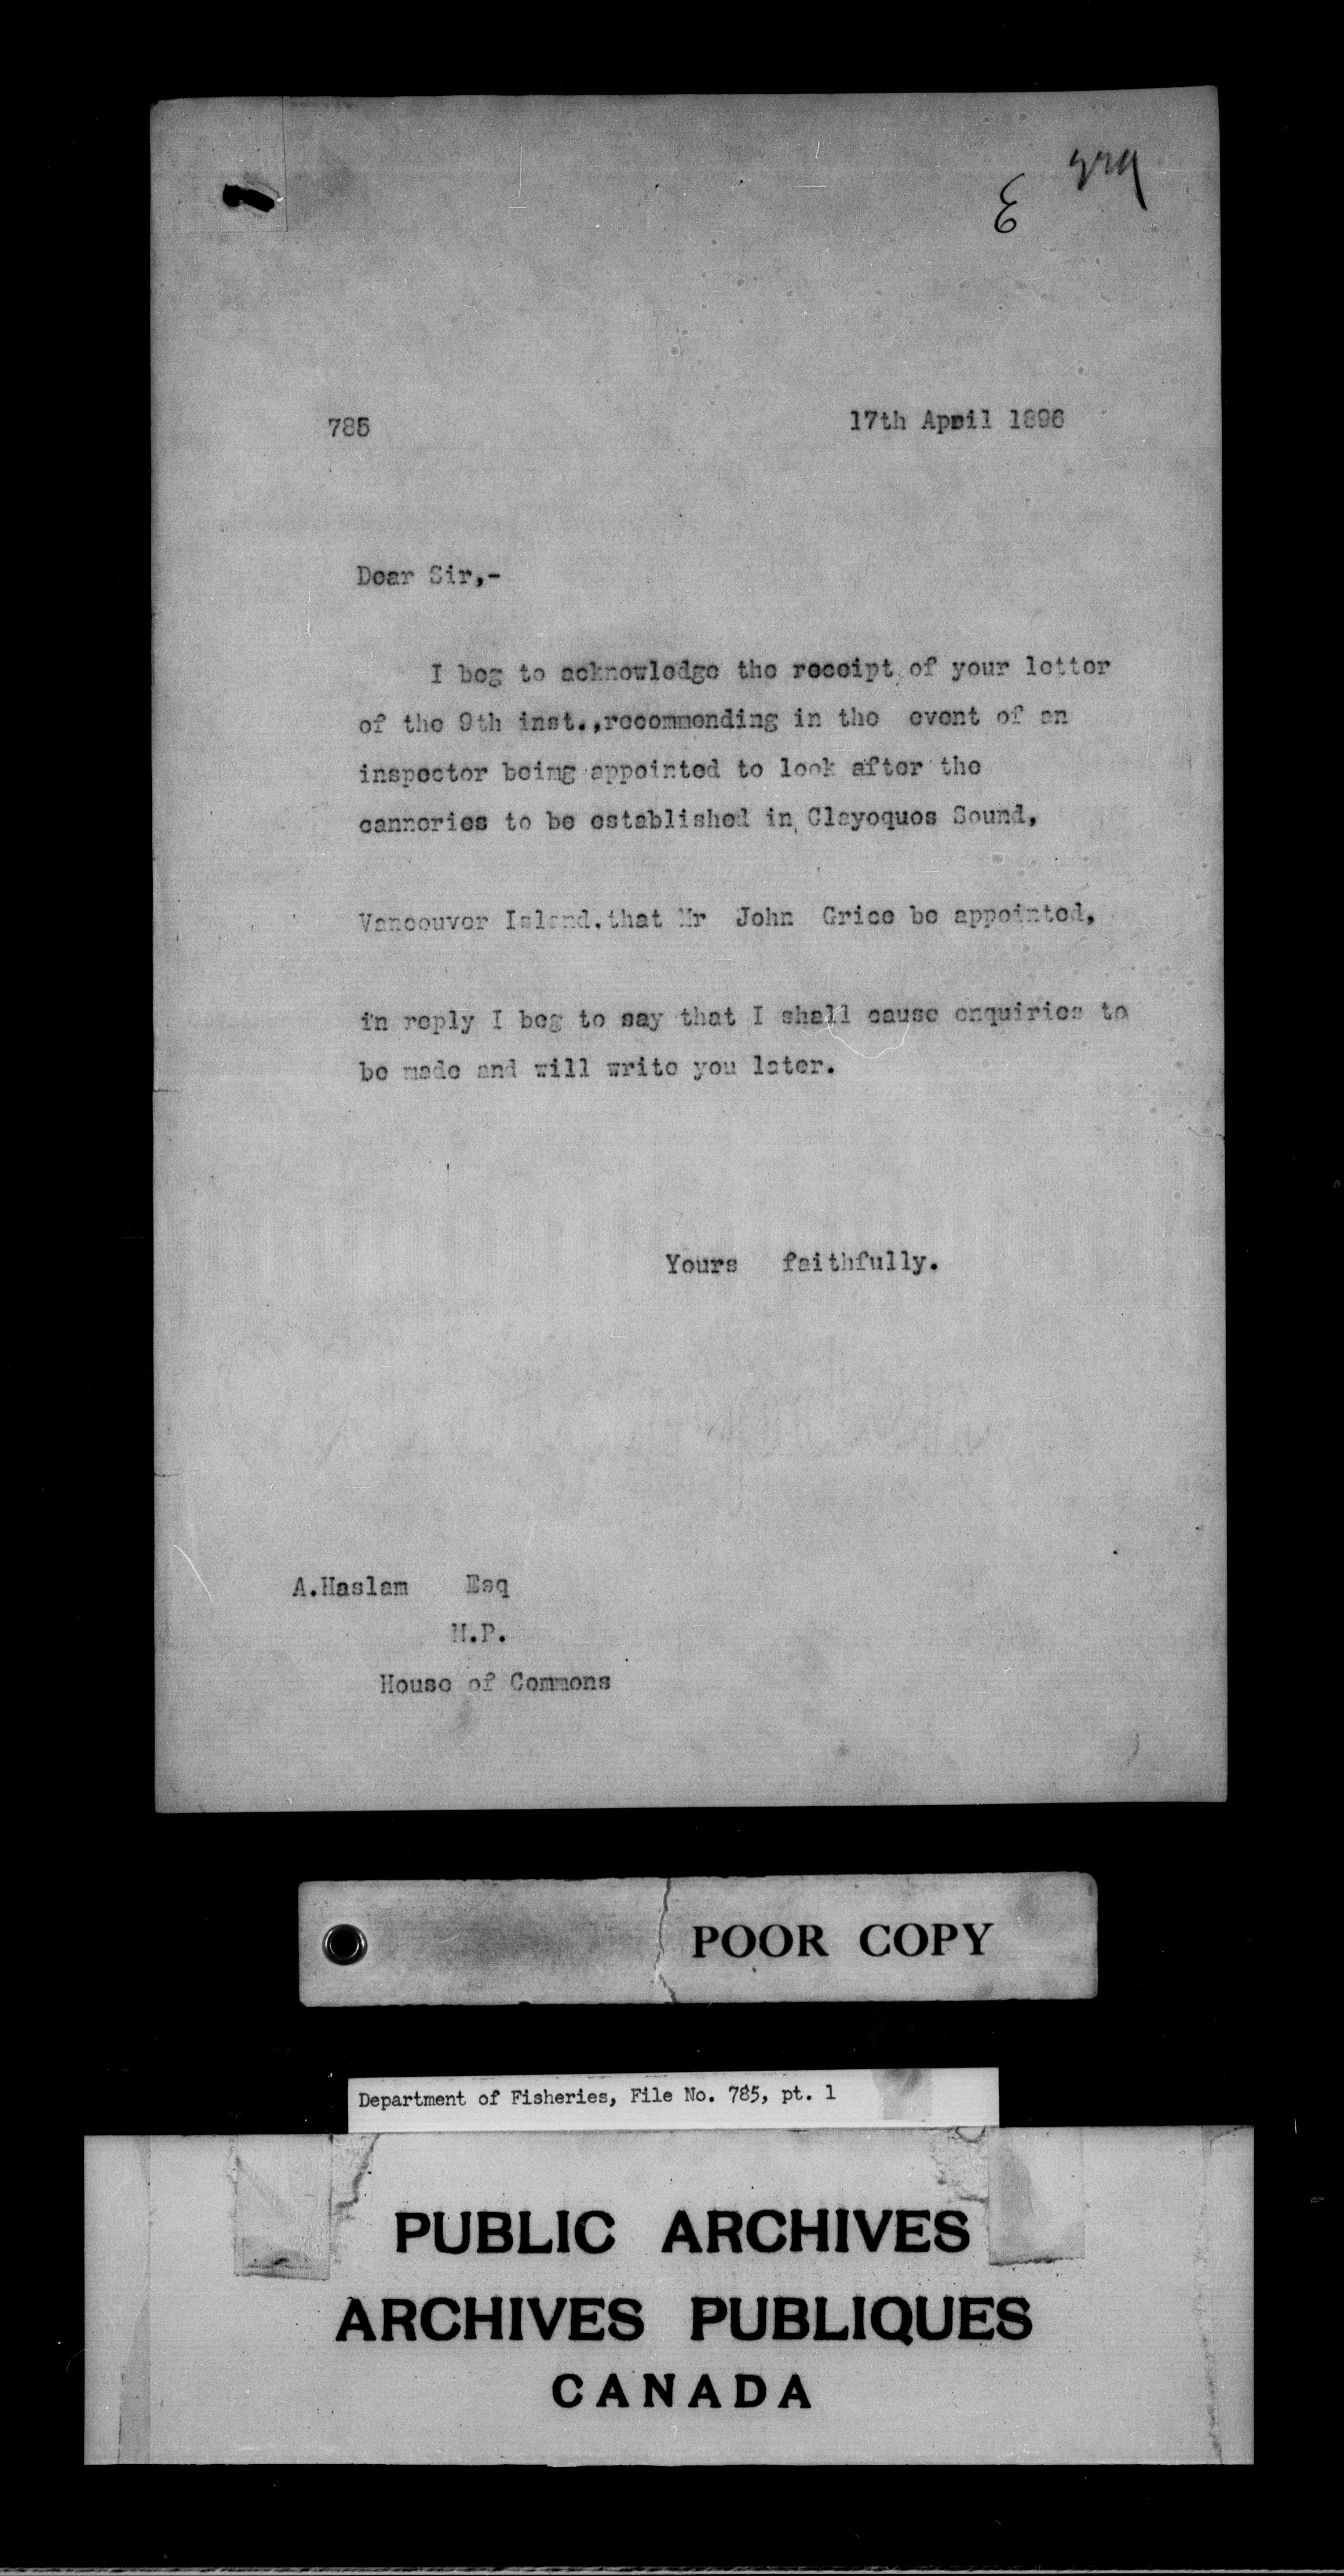 3
785 17th April 1896
Dear Sir,-
I beg to acknowledge the receipt of your letter
of the 9th inst.,recommending in the event of an
inspector being appointed to look after the
canneries to be established in Clayoquos Sound,
Vancouver Island,that Mr John Grice be appointed,
in reply I beg to say that I shall cause enquiries to
be made and will write you later.
Yours faithfully.
A.Haslam Esq
M.P.
House of Commons
POOR COPY
Department of Fisheries, File No. 785, pt. 1
PUBLIC ARCHIVES
ARCHIVES PUBLIQUES
CANADA